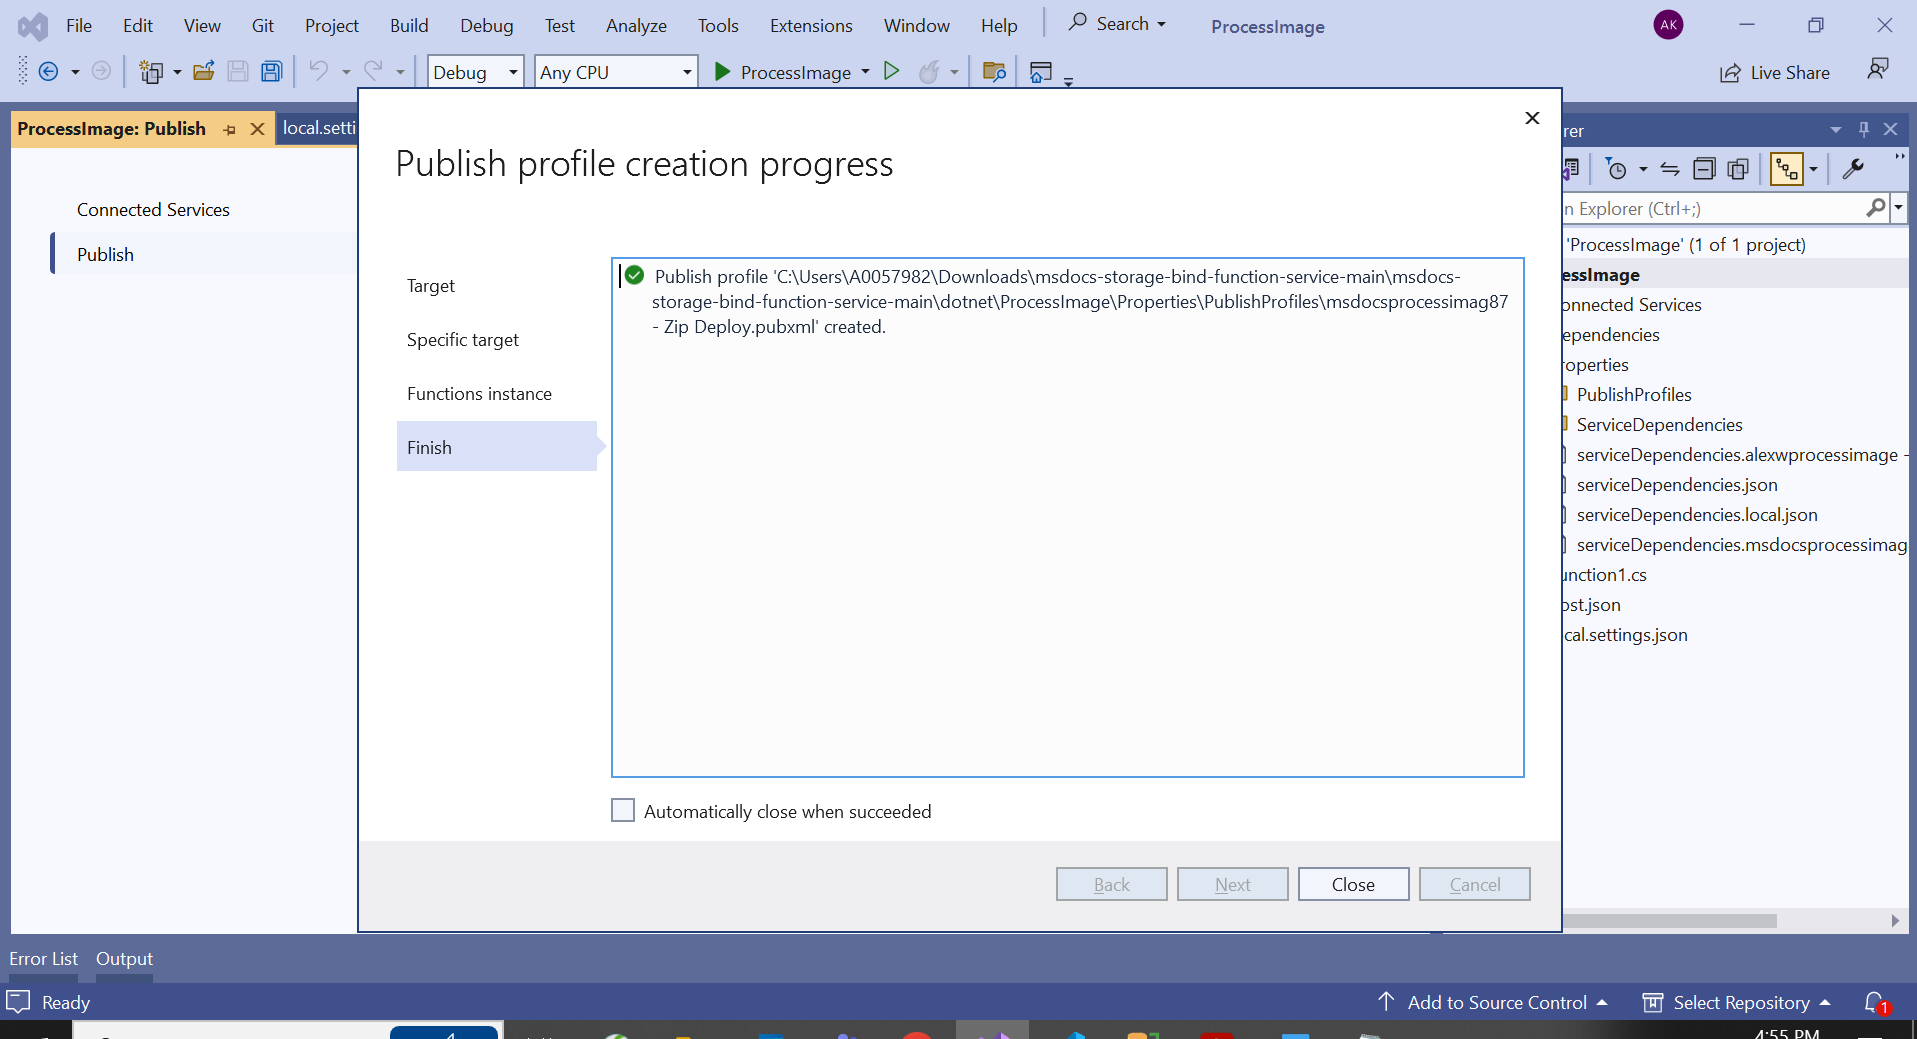 File Edit View Git Project Build Debug Test Analyze Tools Extensions Window Help Search ProcessImage AK
Debug Any CPU ProcessImage Live Share
ProcessImage: Publish local.setti
Connected Services
Publish
Publish profile creation progress
Target
Specific target
Functions instance
Finish
Publish profile 'C:\Users\A0057982\Downloads\msdocs-storage-bind-function-service-main\msdocs-
storage-bind-function-service-main\dotnet\ProcessImage\Properties\PublishProfiles\msdocsprocessimag87
- Zip Deploy.pubxml' created.
Automatically close when succeeded
Back Next Close Cancel
rer
n Explorer (Ctrl+;)
'ProcessImage' (1 of 1 project)
essImage
onnected Services
ependencies
roperties
PublishProfiles
ServiceDependencies
serviceDependencies.alexwprocessimage -
serviceDependencies.json
serviceDependencies.local.json
serviceDependencies.msdocsprocessimag
unction1.cs
ost.json
cal.settings.json
Error List Output
Ready Add to Source Control Select Repository 1
4:55 PM